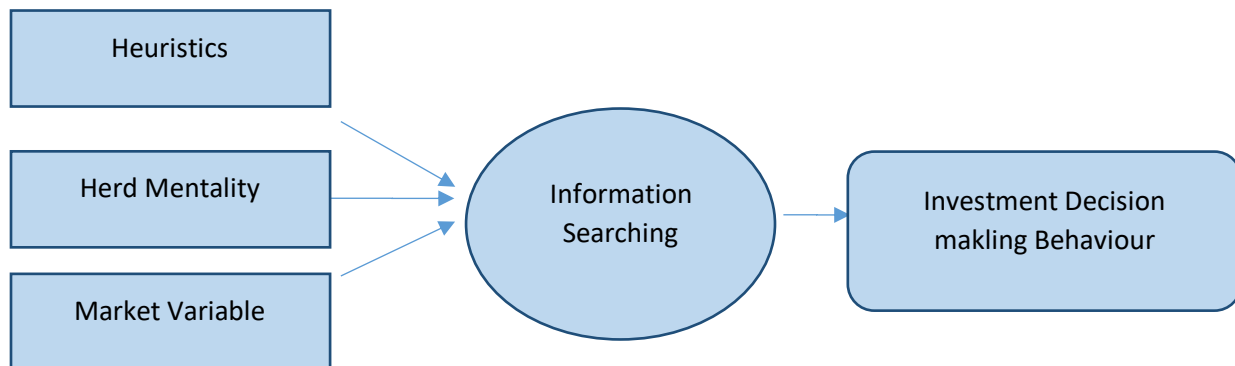 Heuristics
Herd Mentality
Market Variable
Information
Searching
Investment Decision
makling Behaviour